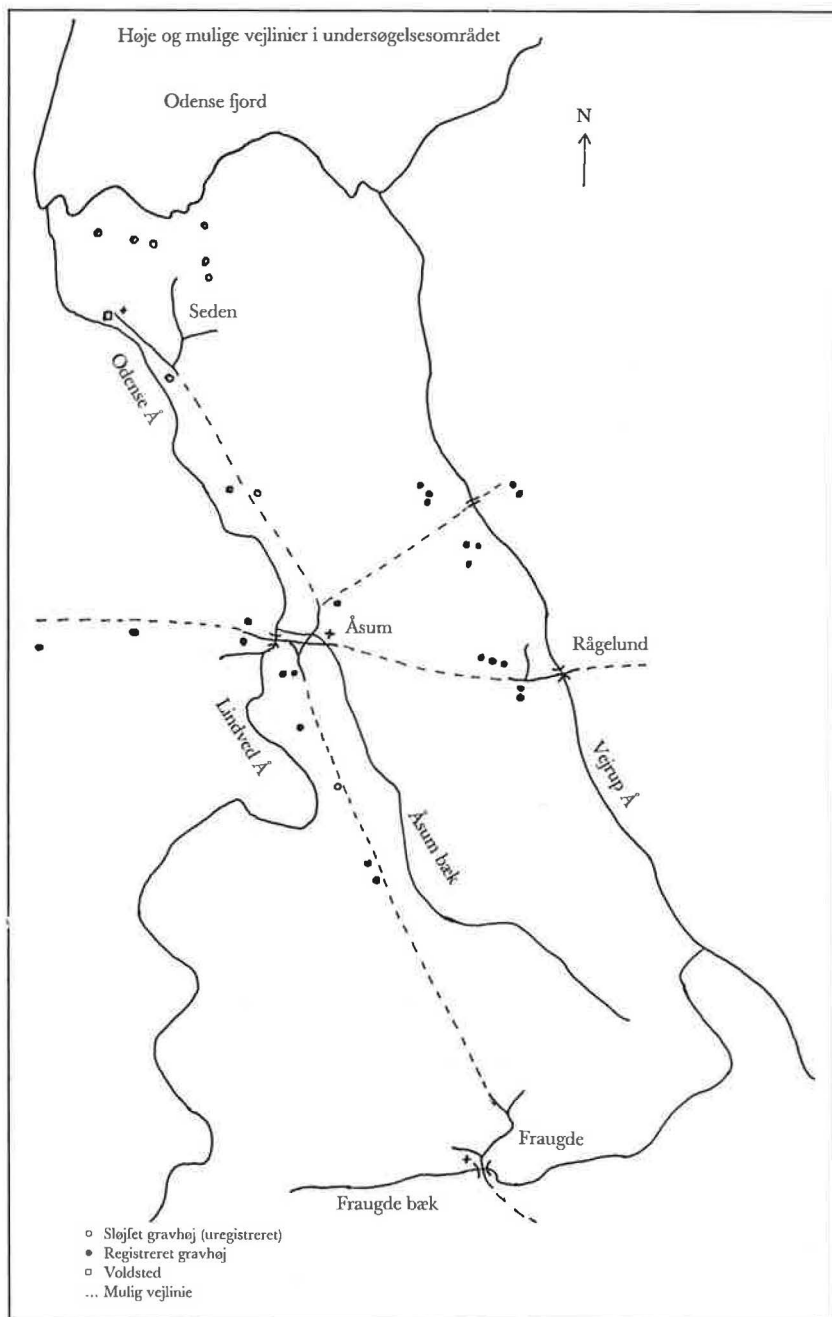 Høje og mulige vejlinier i undersøgelsesområdet
Odense fjord
N
Seden
Odense Å
Åsum
Rågelund
Lindved Å
Vejrup Å
Åsum bæk
Fraugde
Fraugde bæk
Sløjfet gravhøj (uregistreret)
Registreret gravhøj
Voldsted
... Mulig vejlinie